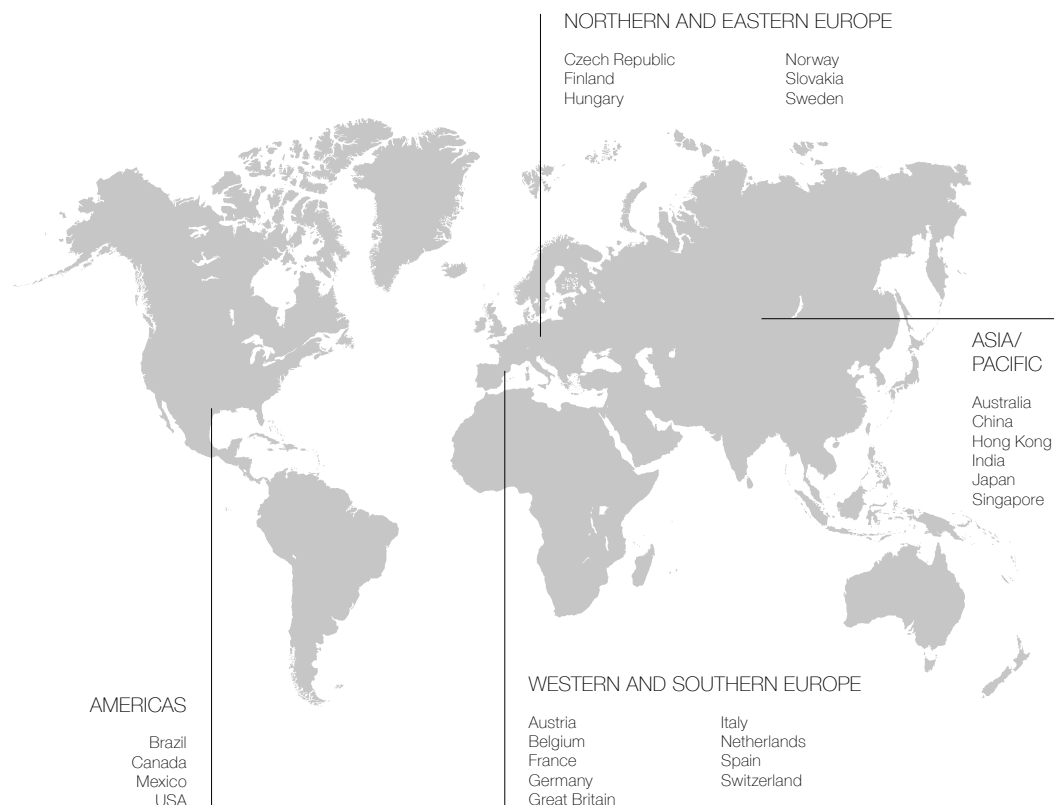 NORTHERN AND EASTERN EUROPE
Czech Republic
Finland
Hungary
Norway
Slovakia
Sweden
ASIA/
PACIFIC
Australia
China
Hong Kong
India
Japan
Singapore
AMERICAS
Brazil
Canada
Mexico
USA
WESTERN AND SOUTHERN EUROPE
Austria
Belgium
France
Germany
Great Britain
Italy
Netherlands
Spain
Switzerland